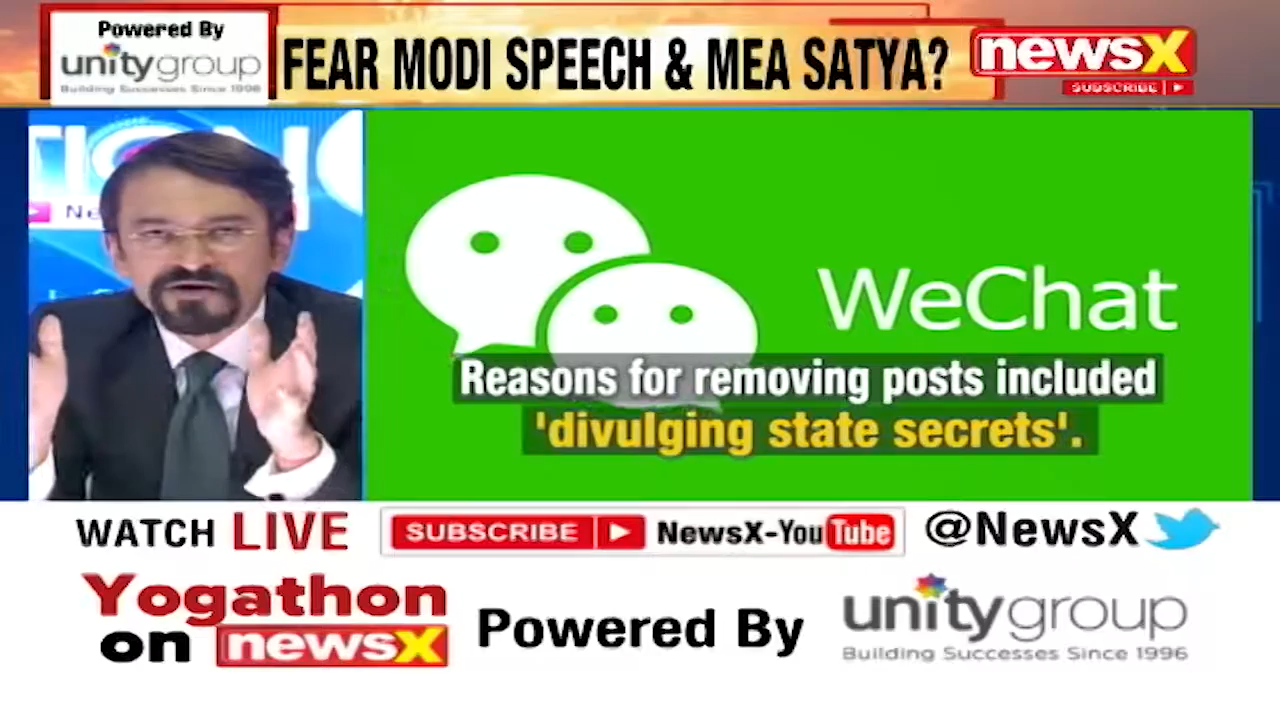 Powered By
unitygroup
Building Successes Since 1996
FEAR MODI SPEECH & MEA SATYA?
newsX
SUBSCRIBE
TION
Ne
WeChat
Reasons for removing posts included
'divulging state secrets'.
WATCH LIVE
SUBSCRIBE
NewsX-YouTube
@NewsX
Yogathon
on newsX
Powered By
unitygroup
Building Successes Since 1996